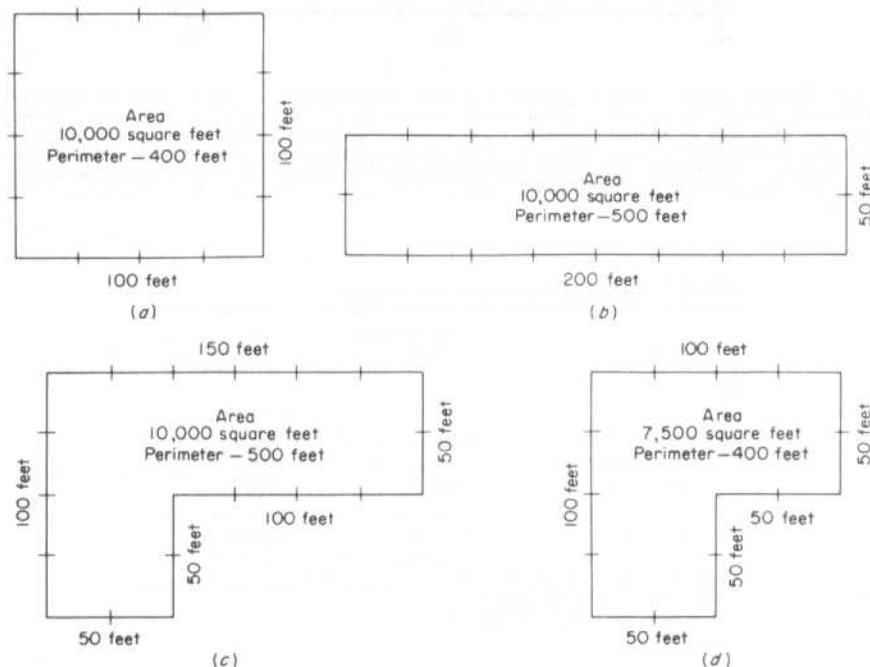 Area
10,000 square feet
Perimeter – 400 feet
100 feet
100 feet
(a)
Area
10,000 square feet
Perimeter – 500 feet
50 feet
200 feet
(b)
150 feet
Area
10,000 square feet
Perimeter – 500 feet
50 feet
100 feet
100 feet
50 feet
50 feet
(c)
100 feet
Area
7,500 square feet
Perimeter – 400 feet
50 feet
100 feet
50 feet
50 feet
50 feet
(d)